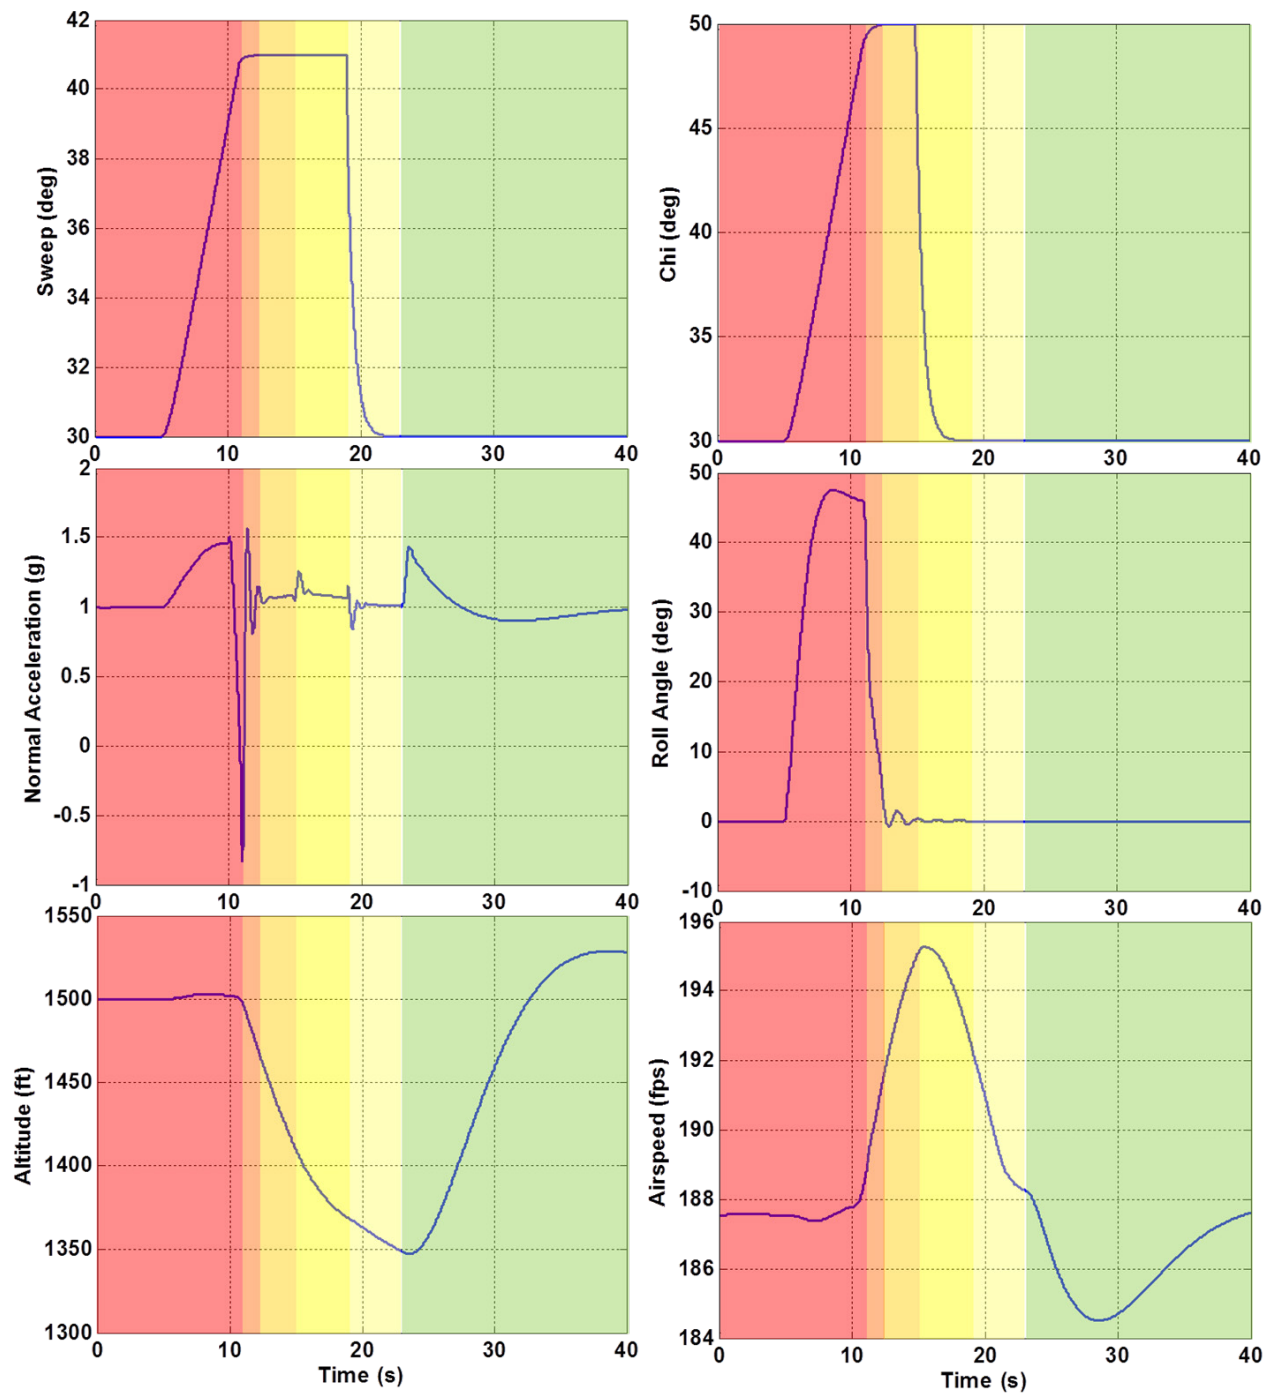 Sweep (deg)
42
40
38
36
34
32
30
0 10 20 30 40
Chi (deg)
50
45
40
35
30
0 10 20 30 40
Normal Acceleration (g)
2
1.5
1
0.5
0
-0.5
-1
0 10 20 30 40
Roll Angle (deg)
50
40
30
20
10
0
-10
0 10 20 30 40
Altitude (ft)
1550
1500
1450
1400
1350
1300
0 10 20 30 40
Time (s)
Airspeed (fps)
196
194
192
190
188
186
184
0 10 20 30 40
Time (s)